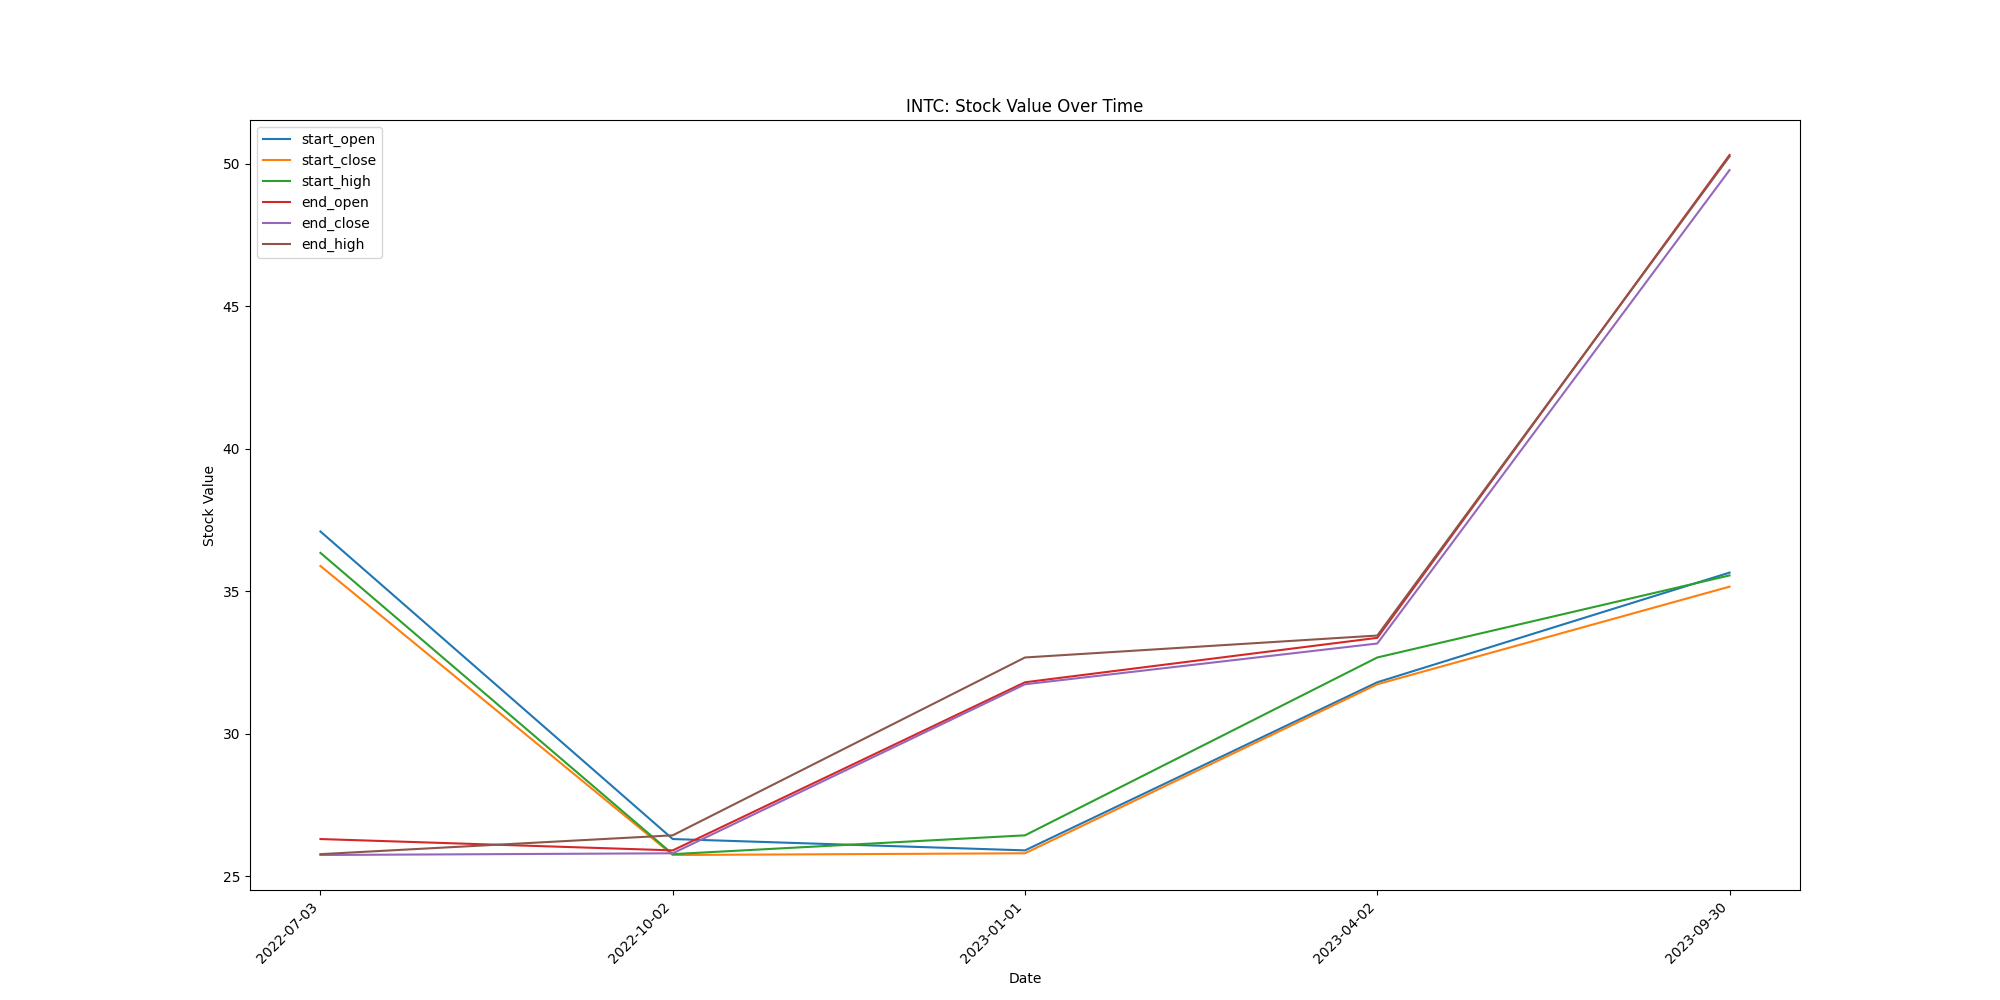 INTC: Stock Value Over Time
start_open
start_close
start_high
end_open
end_close
end_high
50
45
40
35
30
25
Stock Value
2022-07-03
2022-10-02
2023-01-01
2023-04-02
2023-09-30
Date